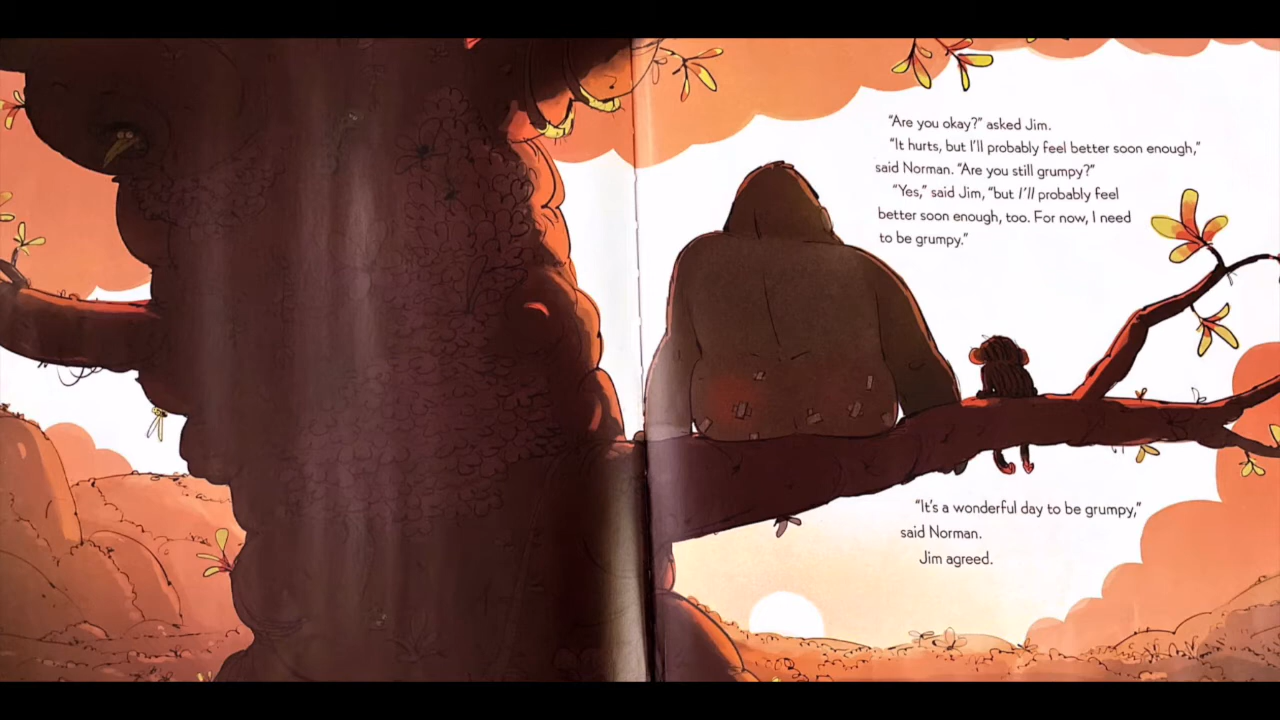 “Are you okay?” asked Jim.
“It hurts, but I’ll probably feel better soon enough,”
said Norman. “Are you still grumpy?”
“Yes,” said Jim, “but I’ll probably feel
better soon enough, too. For now, I need
to be grumpy.”
“It’s a wonderful day to be grumpy,”
said Norman.
Jim agreed.